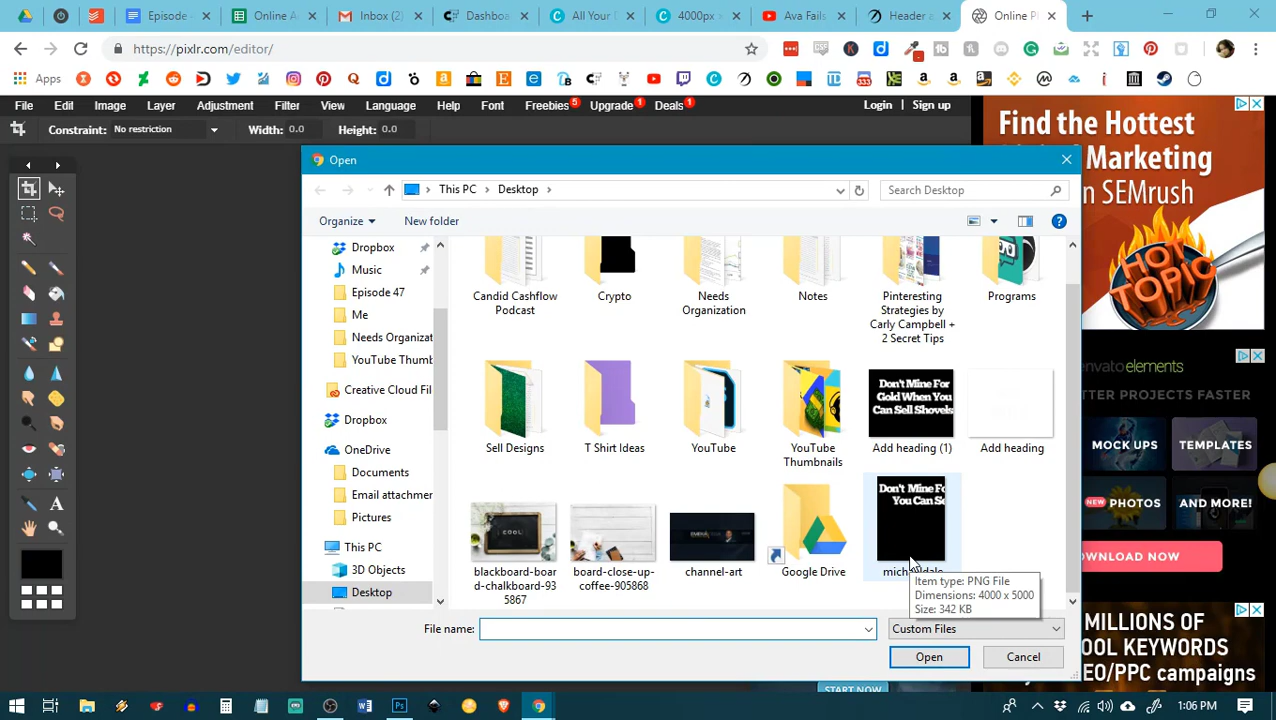 Episode
Online A
Inbox (2)
Dashboa
All Your D
4000px
Ava Fails
Header a
Online P
https://pixlr.com/editor/
Apps
File Edit Image Layer Adjustment Filter View Language Help Font Freebies 5 Upgrade 1 Deals 1 Login Sign up
Constraint: No restriction Width: 0.0 Height: 0.0
Find the Hottest
Marketing
n SEMrush
HOT
TOPIC
Open
This PC Desktop
Search Desktop
Organize New folder
Dropbox
Music
Episode 47
Me
Needs Organizat
YouTube Thumb
Creative Cloud Fil
Dropbox
OneDrive
Documents
Email attachmer
Pictures
This PC
3D Objects
Desktop
Candid Cashflow
Podcast
Crypto
Needs
Organization
Notes
Pinteresting
Strategies by
Carly Campbell +
2 Secret Tips
Programs
Sell Designs
T Shirt Ideas
YouTube
YouTube
Thumbnails
Don't Mine For
Gold When You
Can Sell Shovels
Add heading (1)
Add heading
COOL
blackboard-boar
d-chalkboard-93
5867
board-close-up-
coffee-905868
channel-art
Google Drive
Don't Mine Fo
You Can Se
Item type: PNG File
Dimensions: 4000 x 5000
Size: 342 KB
File name:
Custom Files
Open Cancel
envato elements
TER PROJECTS FASTER
MOCK UPS
TEMPLATES
NEW PHOTOS
FONTS
OWNLOAD NOW
MILLIONS OF
OOL KEYWORDS
EO/PPC campaigns
START NOW
1:06 PM